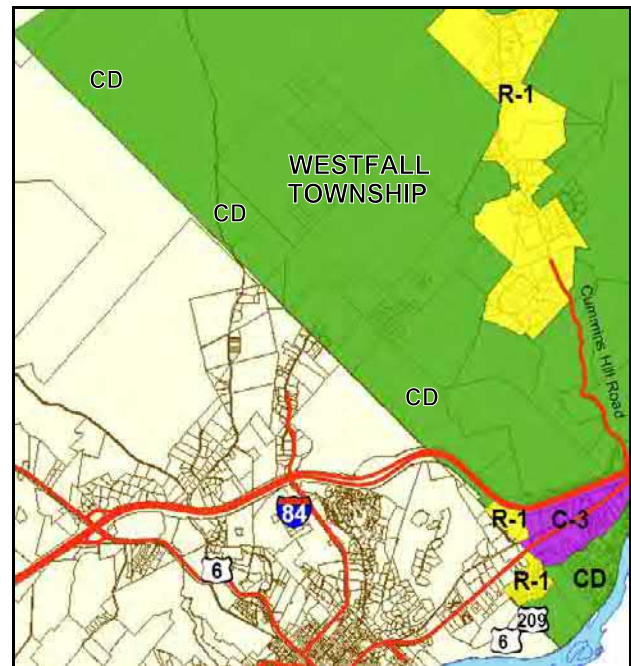 R-1
CD
WESTFALL
TOWNSHIP
CD
Cummins Hill Road
CD
84
R-1
C-3
6
R-1
CD
209
6